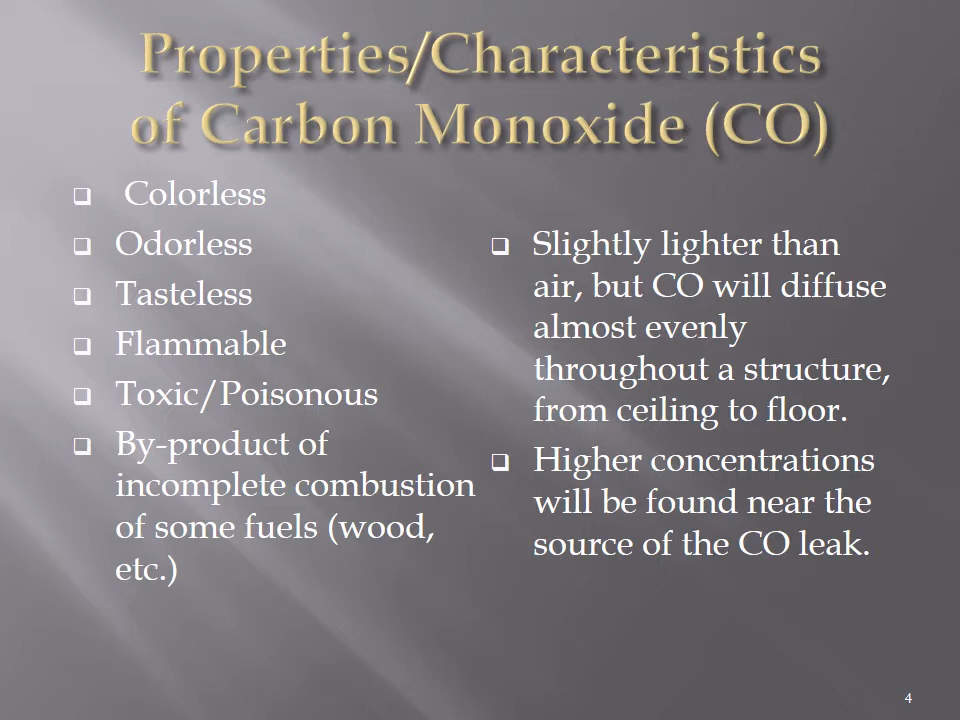 Properties/Characteristics
of Carbon Monoxide (CO)
❑ Colorless
❑ Odorless
❑ Tasteless
❑ Flammable
❑ Toxic/Poisonous
❑ By-product of
incomplete combustion
of some fuels (wood,
etc.)
❑ Slightly lighter than
air, but CO will diffuse
almost evenly
throughout a structure,
from ceiling to floor.
❑ Higher concentrations
will be found near the
source of the CO leak.
4